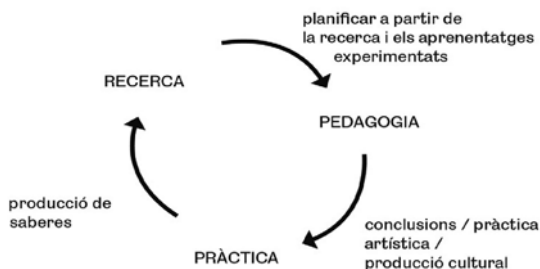 planificar a partir de
la recerca i els aprenentatges
experimentats
RECERCA
PEDAGOGIA
producció de
saberes
conclusions / pràctica
artística /
producció cultural
PRÀCTICA